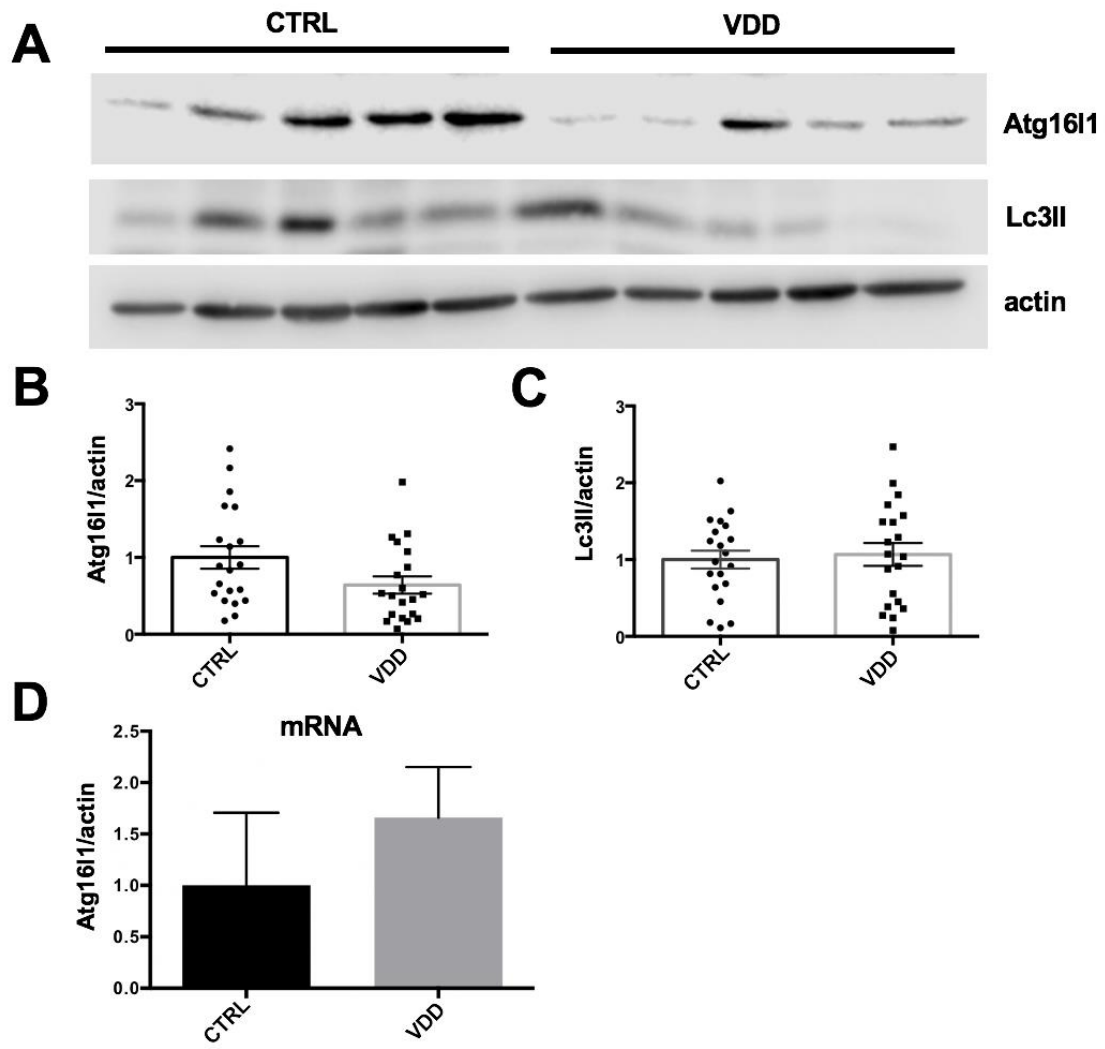 A
CTRL
VDD
Atg16l1
Lc3II
actin
B
Atg16l1/actin
3
2
1
0
CTRL
VDD
C
Lc3II/actin
3
2
1
0
CTRL
VDD
D
mRNA
Atg16l1/actin
2.5
2.0
1.5
1.0
0.5
0.0
CTRL
VDD